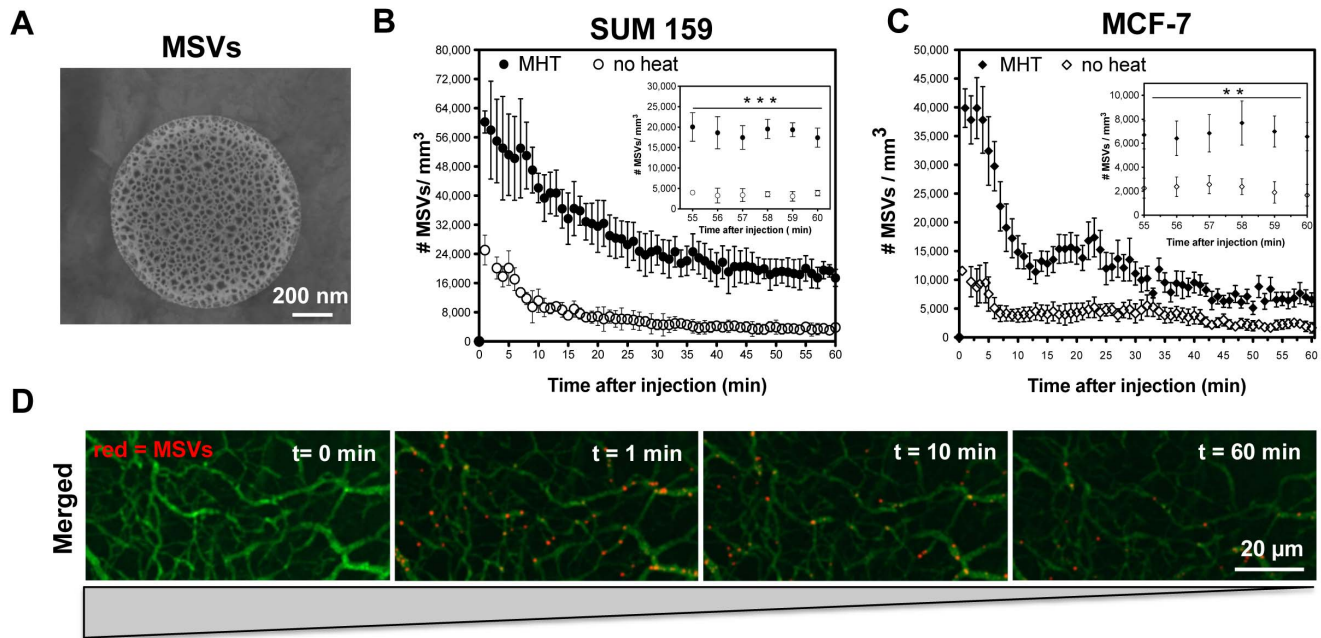 A
MSVs
200 nm
B
SUM 159
MHT
no heat
80,000
72,000
64,000
56,000
48,000
40,000
32,000
24,000
16,000
8,000
0
# MSVs/ mm3
0 5 10 15 20 25 30 35 40 45 50 55 60
Time after injection (min)
30,000
25,000
20,000
15,000
10,000
5,000
0
# MSVs/ mm3
* * *
55 56 57 58 59 60
Time after injection ( min)
C
MCF-7
MHT
no heat
50,000
45,000
40,000
35,000
30,000
25,000
20,000
15,000
10,000
5,000
0
# MSVs / mm3
0 5 10 15 20 25 30 35 40 45 50 55 60
Time after injection (min)
10,000
8,000
6,000
4,000
2,000
0
# MSVs/ mm3
* *
55 56 57 58 59 60
Time after injection (min)
D
Merged
red = MSVs
t= 0 min
t = 1 min
t = 10 min
t = 60 min
20 µm